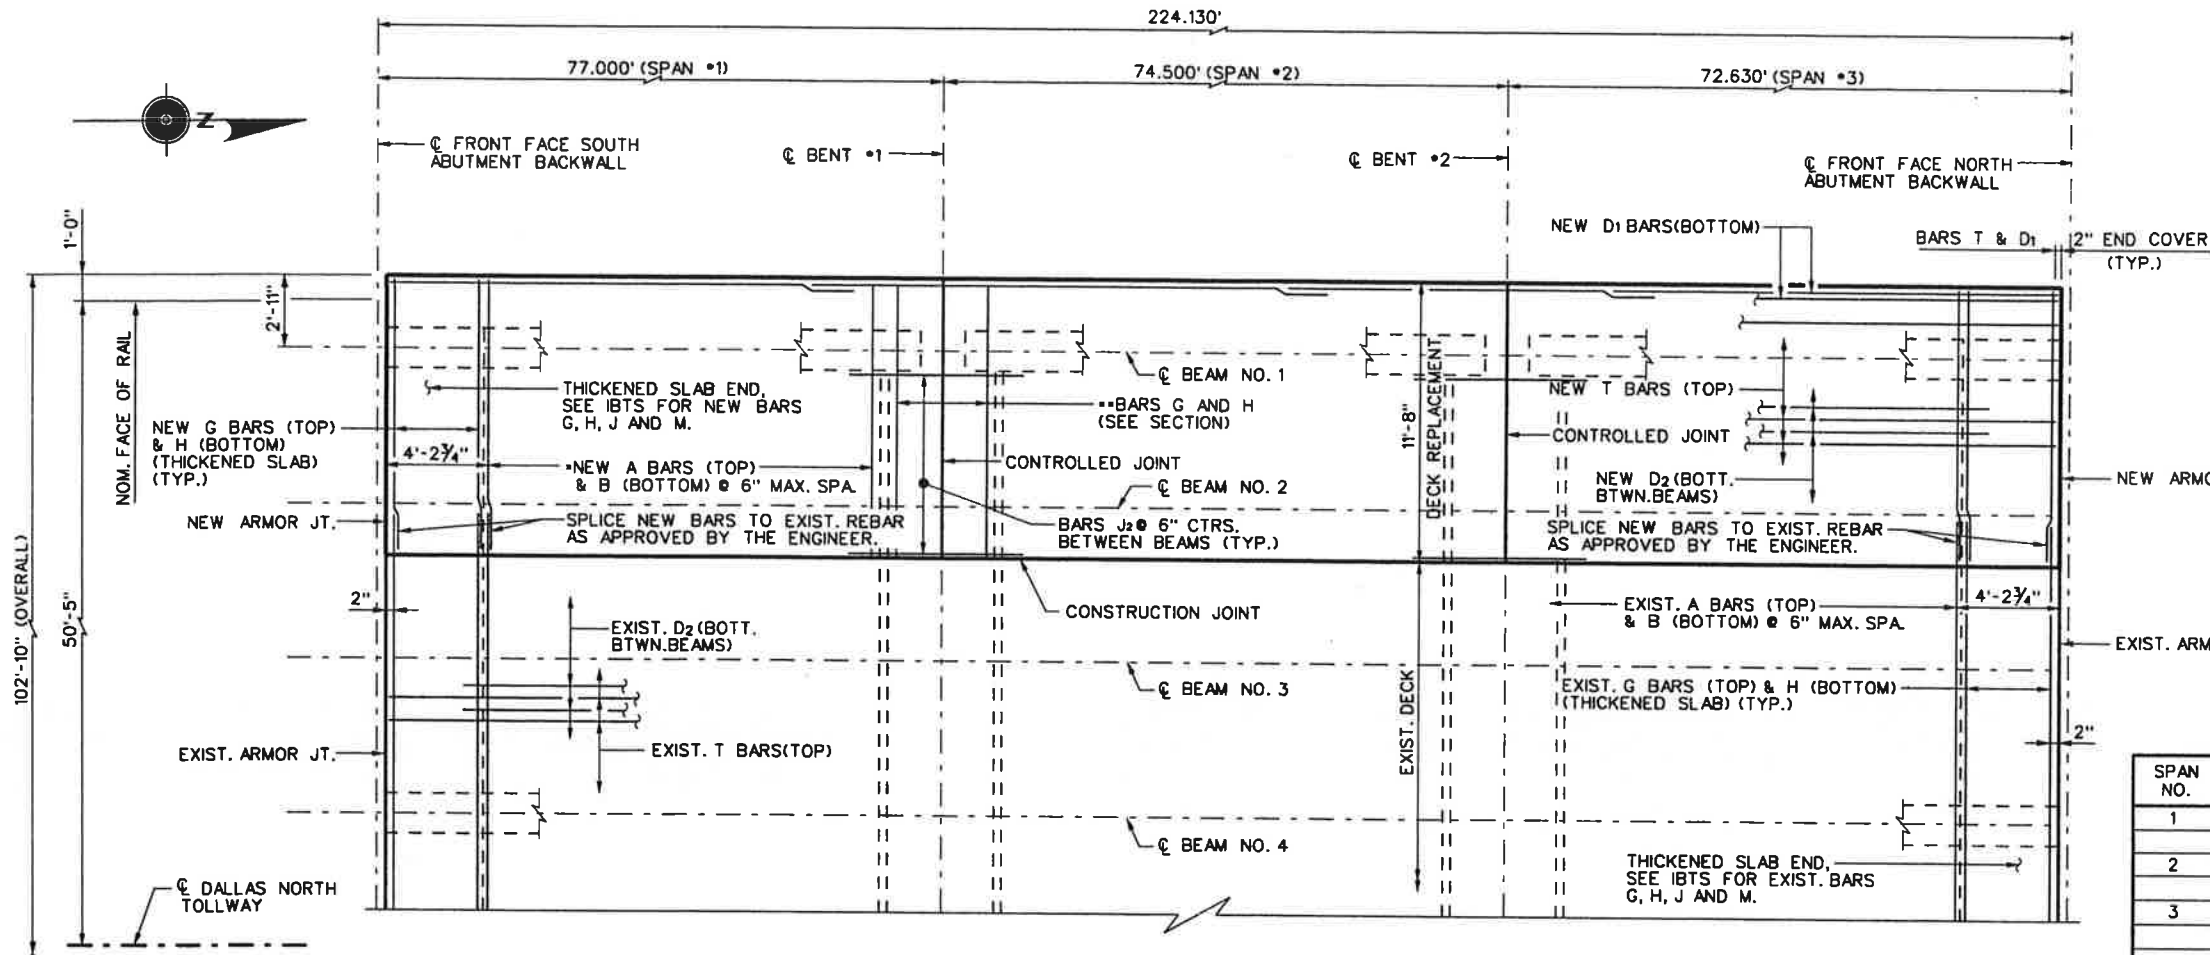 224.130'
77.000' (SPAN •1)
74.500' (SPAN •2)
72.630' (SPAN •3)
Z
℄ FRONT FACE SOUTH
ABUTMENT BACKWALL
℄ BENT •1
℄ BENT •2
℄ FRONT FACE NORTH
ABUTMENT BACKWALL
1'-0"
NEW D1 BARS(BOTTOM)
BARS T & D1
2" END COVER
(TYP.)
2'-11"
NOM. FACE OF RAIL
℄ BEAM NO. 1
THICKENED SLAB END,
SEE IBTS FOR NEW BARS
G, H, J AND M.
••BARS G AND H
(SEE SECTION)
11'-8"
DECK REPLACEMENT
NEW T BARS (TOP)
NEW G BARS (TOP)
& H (BOTTOM)
(THICKENED SLAB)
(TYP.)
4'-2¾"
•NEW A BARS (TOP)
& B (BOTTOM) @ 6" MAX. SPA.
CONTROLLED JOINT
CONTROLLED JOINT
℄ BEAM NO. 2
NEW D2 (BOTT.
BTWN.BEAMS)
NEW ARMO
NEW ARMOR JT.
SPLICE NEW BARS TO EXIST. REBAR
AS APPROVED BY THE ENGINEER.
BARS J2 @ 6" CTRS.
BETWEEN BEAMS (TYP.)
SPLICE NEW BARS TO EXIST. REBAR
AS APPROVED BY THE ENGINEER.
102'-10" (OVERALL)
50'-5"
2"
CONSTRUCTION JOINT
EXIST. A BARS (TOP)
& B (BOTTOM) @ 6" MAX. SPA.
4'-2¾"
EXIST. D2 (BOTT.
BTWN.BEAMS)
EXIST. ARM
℄ BEAM NO. 3
EXIST. DECK
EXIST. G BARS (TOP) & H (BOTTOM)
(THICKENED SLAB) (TYP.)
EXIST. ARMOR JT.
EXIST. T BARS(TOP)
2"
℄ BEAM NO. 4
THICKENED SLAB END,
SEE IBTS FOR EXIST. BARS
G, H, J AND M.
℄ DALLAS NORTH
TOLLWAY
SPAN
NO.
1
2
3